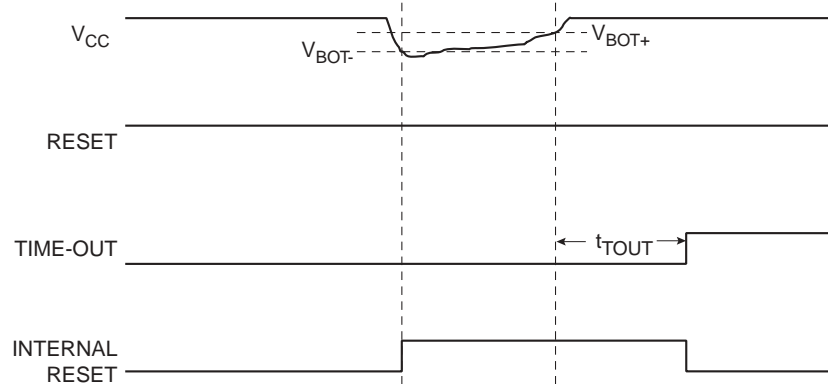 VCC
VBOT-
VBOT+
RESET
TIME-OUT
tTOUT
INTERNAL
RESET